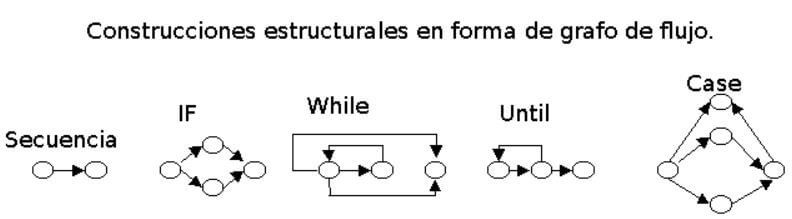 Construcciones estructurales en forma de grafo de flujo.
Secuencia
IF
While
Until
Case